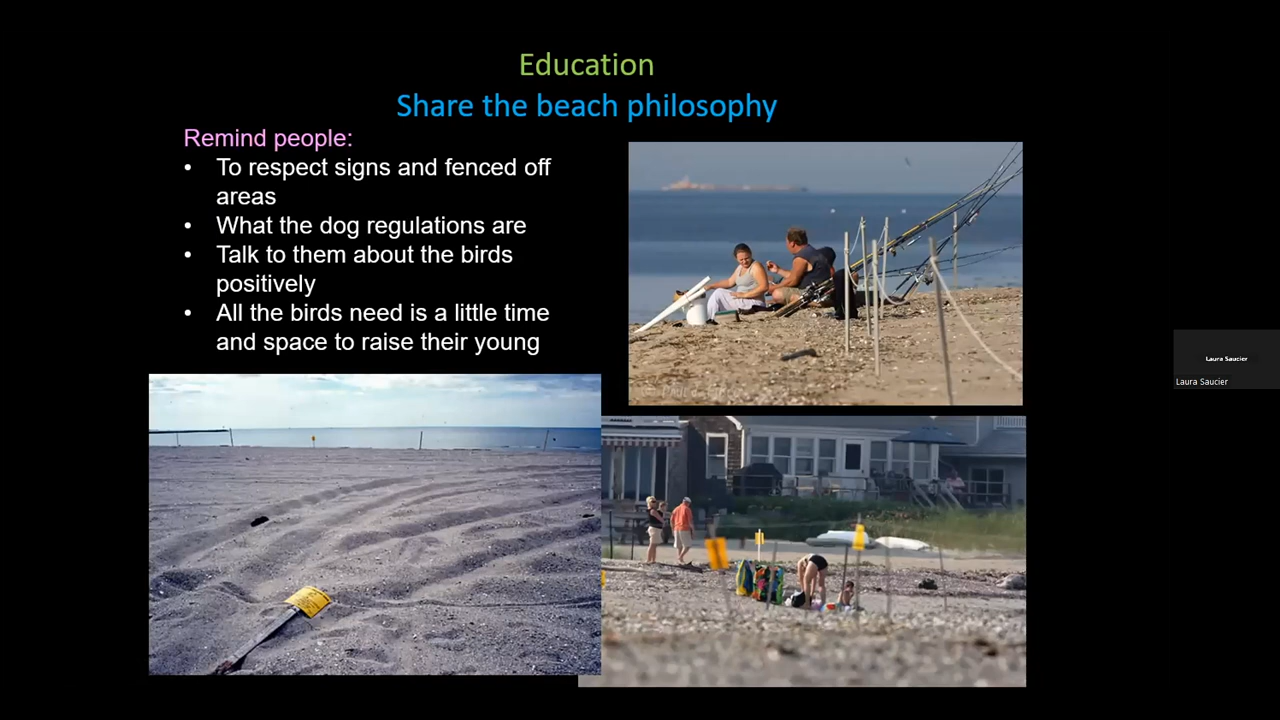 Education
Share the beach philosophy
Remind people:
• To respect signs and fenced off
areas
• What the dog regulations are
• Talk to them about the birds
positively
• All the birds need is a little time
and space to raise their young
Laura Saucier
Laura Saucier